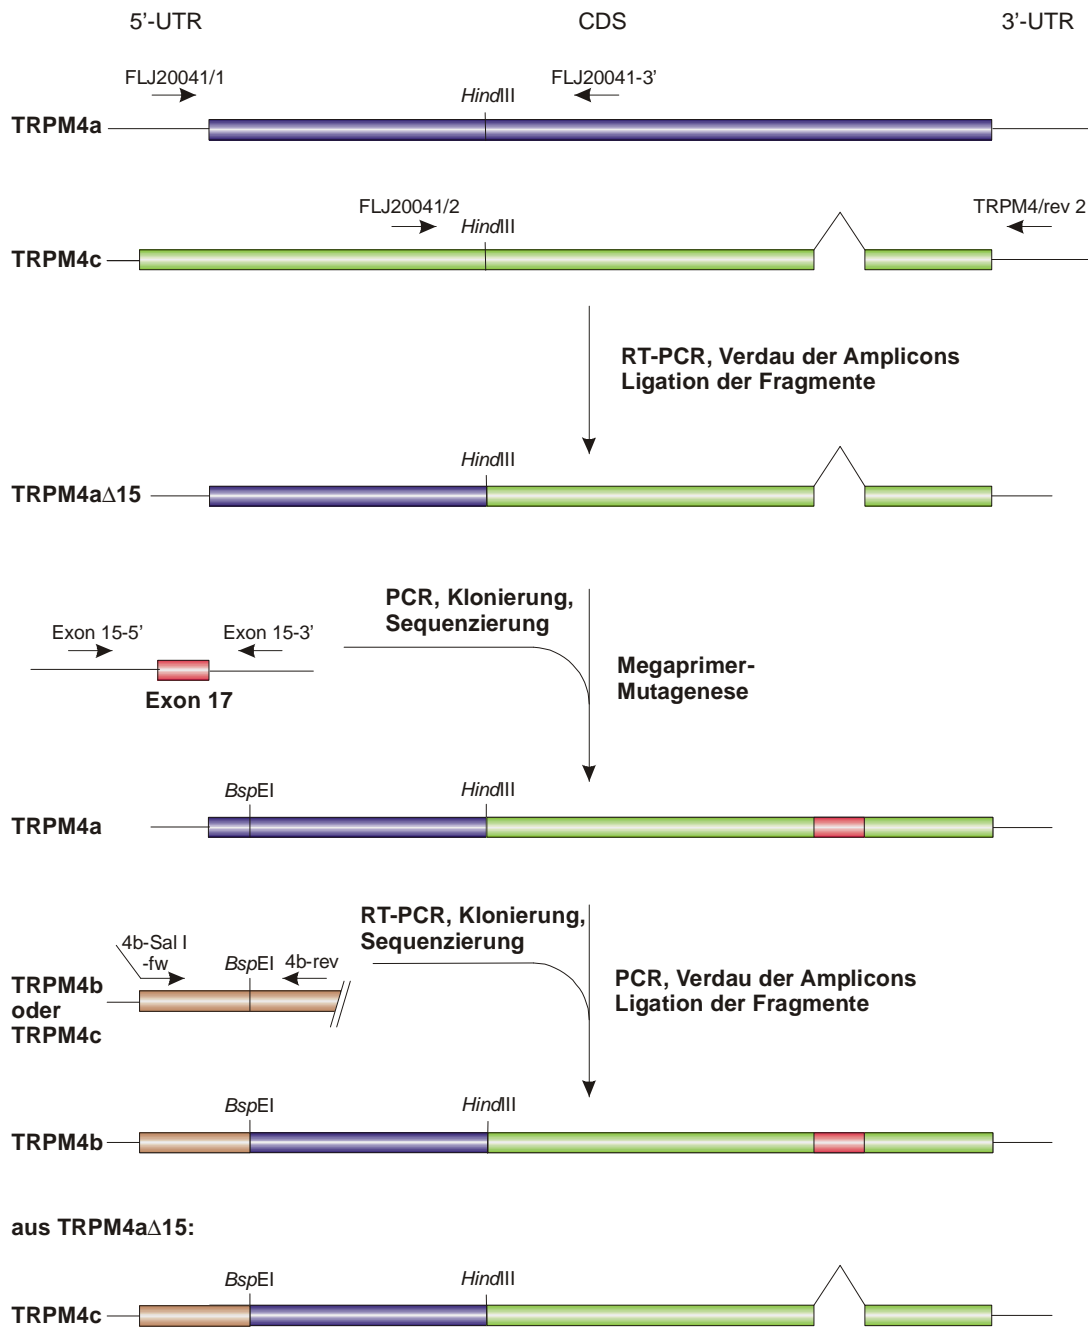 5’-UTR CDS 3’-UTR
FLJ20041/1 FLJ20041-3’
HindIII
TRPM4a
FLJ20041/2 HindIII TRPM4/rev 2
TRPM4c
RT-PCR, Verdau der Amplicons
Ligation der Fragmente
HindIII
TRPM4aΔ15
PCR, Klonierung,
Sequenzierung
Exon 15-5’ Exon 15-3’
Exon 17
Megaprimer-
Mutagenese
BspEI HindIII
TRPM4a
RT-PCR, Klonierung,
Sequenzierung
4b-Sal I
-fw BspEI 4b-rev
TRPM4b
oder
TRPM4c
PCR, Verdau der Amplicons
Ligation der Fragmente
BspEI HindIII
TRPM4b
aus TRPM4aΔ15:
BspEI HindIII
TRPM4c